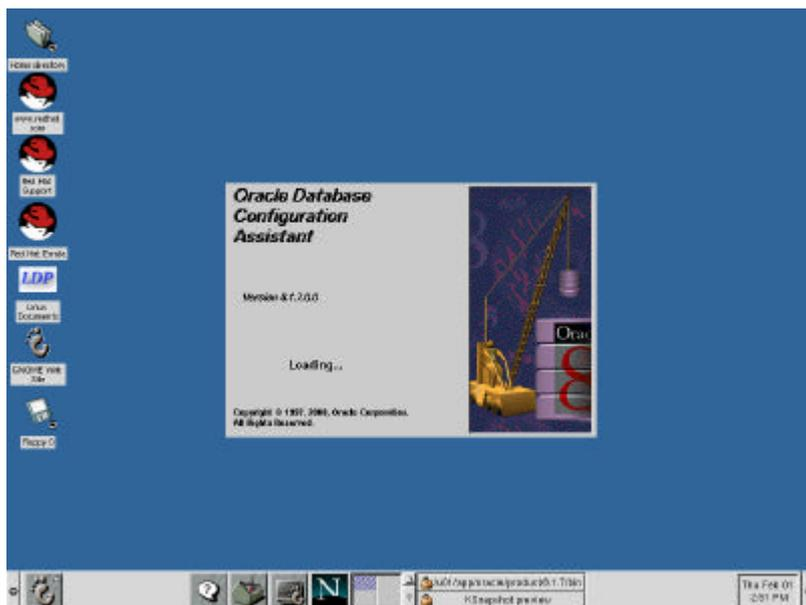 Home directory
www.redhat
.com
Red Hat
Support
Red Hat Errata
LDP
Linux
Documents
GNOME Web
Site
Floppy 0
Oracle Database
Configuration
Assistant
Version 8.1.7.0.0
Loading...
Copyright © 1997, 2000, Oracle Corporation.
All Rights Reserved.
Orac
8
8
N
/u01/app/oracle/product/8.1.7/bin
KSnapshot preview
Thu Feb 01
2:51 PM